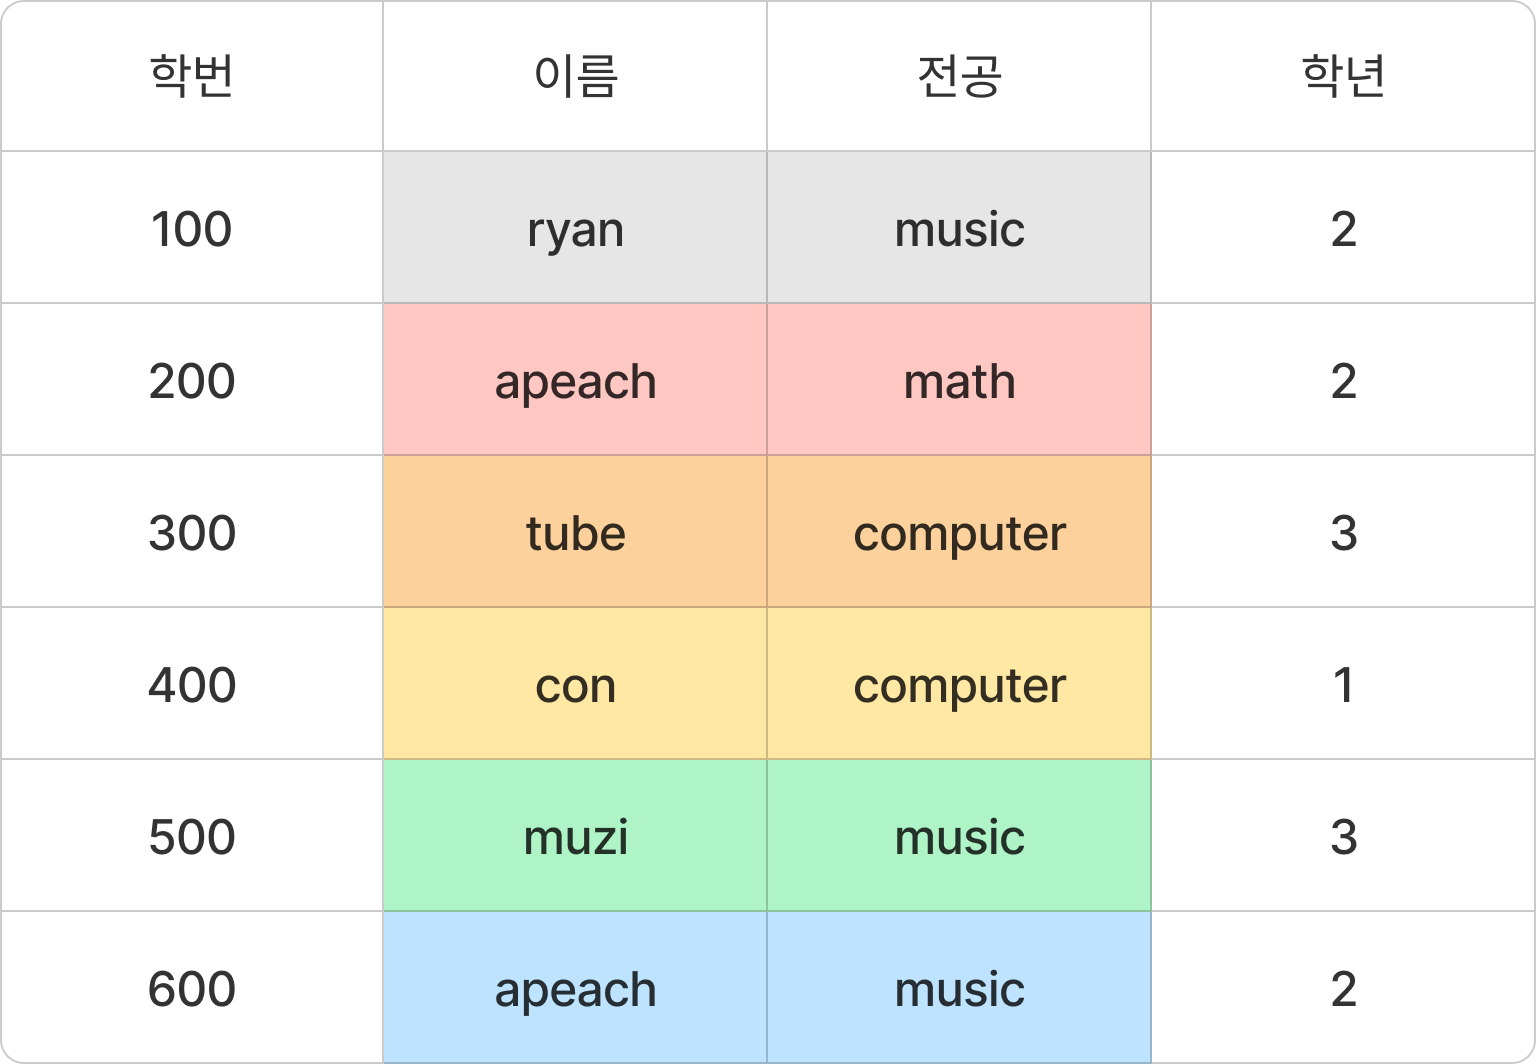 학번 이름 전공 학년
100 ryan music 2
200 apeach math 2
300 tube computer 3
400 con computer 1
500 muzi music 3
600 apeach music 2